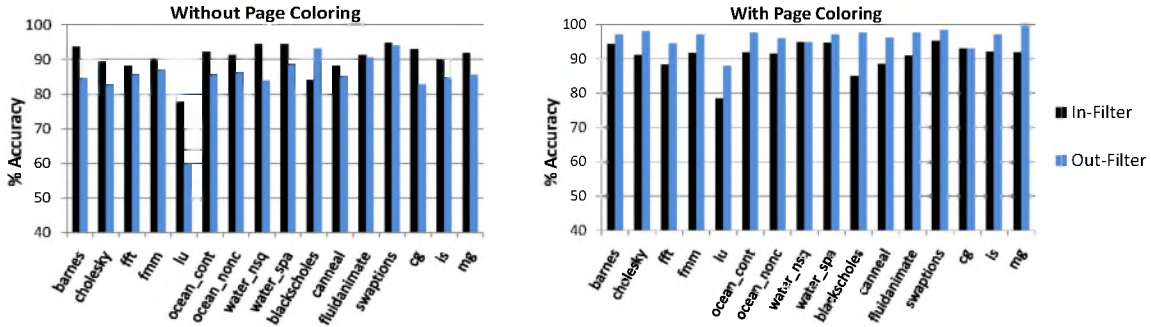 Without Page Coloring
100
90
80
70
60
50
40
% Accuracy
barnes
cholesky
fft
fmm
lu
ocean_cont
ocean_nonc
water_nsq
water_spa
blackscholes
canneal
fluidanimate
swaptions
cg
is
mg
With Page Coloring
100
90
80
70
60
50
40
% Accuracy
barnes
cholesky
fft
fmm
lu
ocean_cont
ocean_nonc
water_nsq
water_spa
blackscholes
canneal
fluidanimate
swaptions
cg
is
mg
In-Filter
Out-Filter